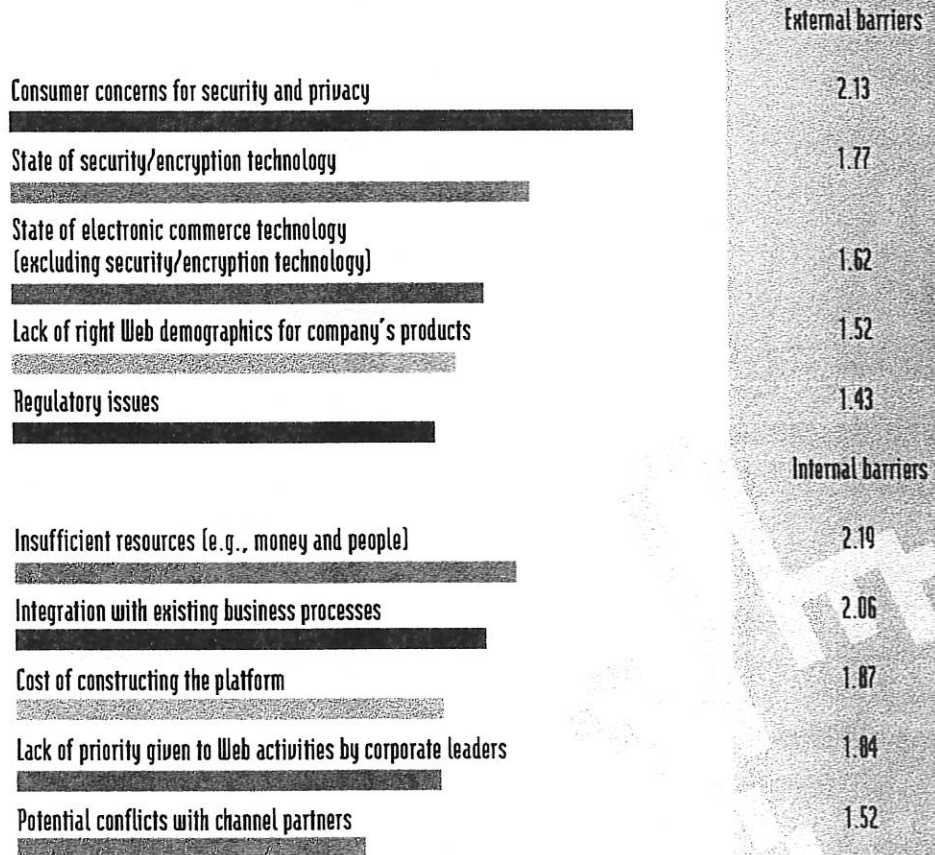 External barriers
Consumer concerns for security and privacy
2.13
State of security/encryption technology
1.77
State of electronic commerce technology
(excluding security/encryption technology)
1.62
Lack of right Web demographics for company's products
1.52
Regulatory issues
1.43
Internal barriers
Insufficient resources (e.g., money and people)
2.19
Integration with existing business processes
2.06
Cost of constructing the platform
1.87
Lack of priority given to Web activities by corporate leaders
1.84
Potential conflicts with channel partners
1.52